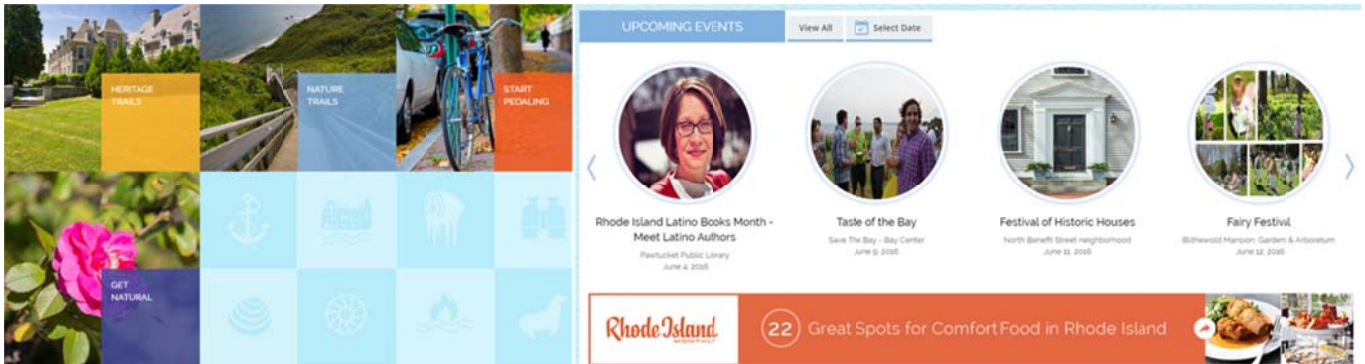 HERITAGE
TRAILS
NATURE
TRAILS
START
PEDALING
GET
NATURAL
UPCOMING EVENTS
View All
Select Date
Rhode Island Latino Books Month -
Meet Latino Authors
Pawtucket Public Library
June 4, 2016
Taste of the Bay
Save The Bay - Bay Center
June 9, 2016
Festival of Historic Houses
North Benefit Street neighborhood
June 11, 2016
Fairy Festival
Blithewold Mansion, Garden & Arboretum
June 12, 2016
Rhode Island
MONTHLY
22 Great Spots for Comfort Food in Rhode Island